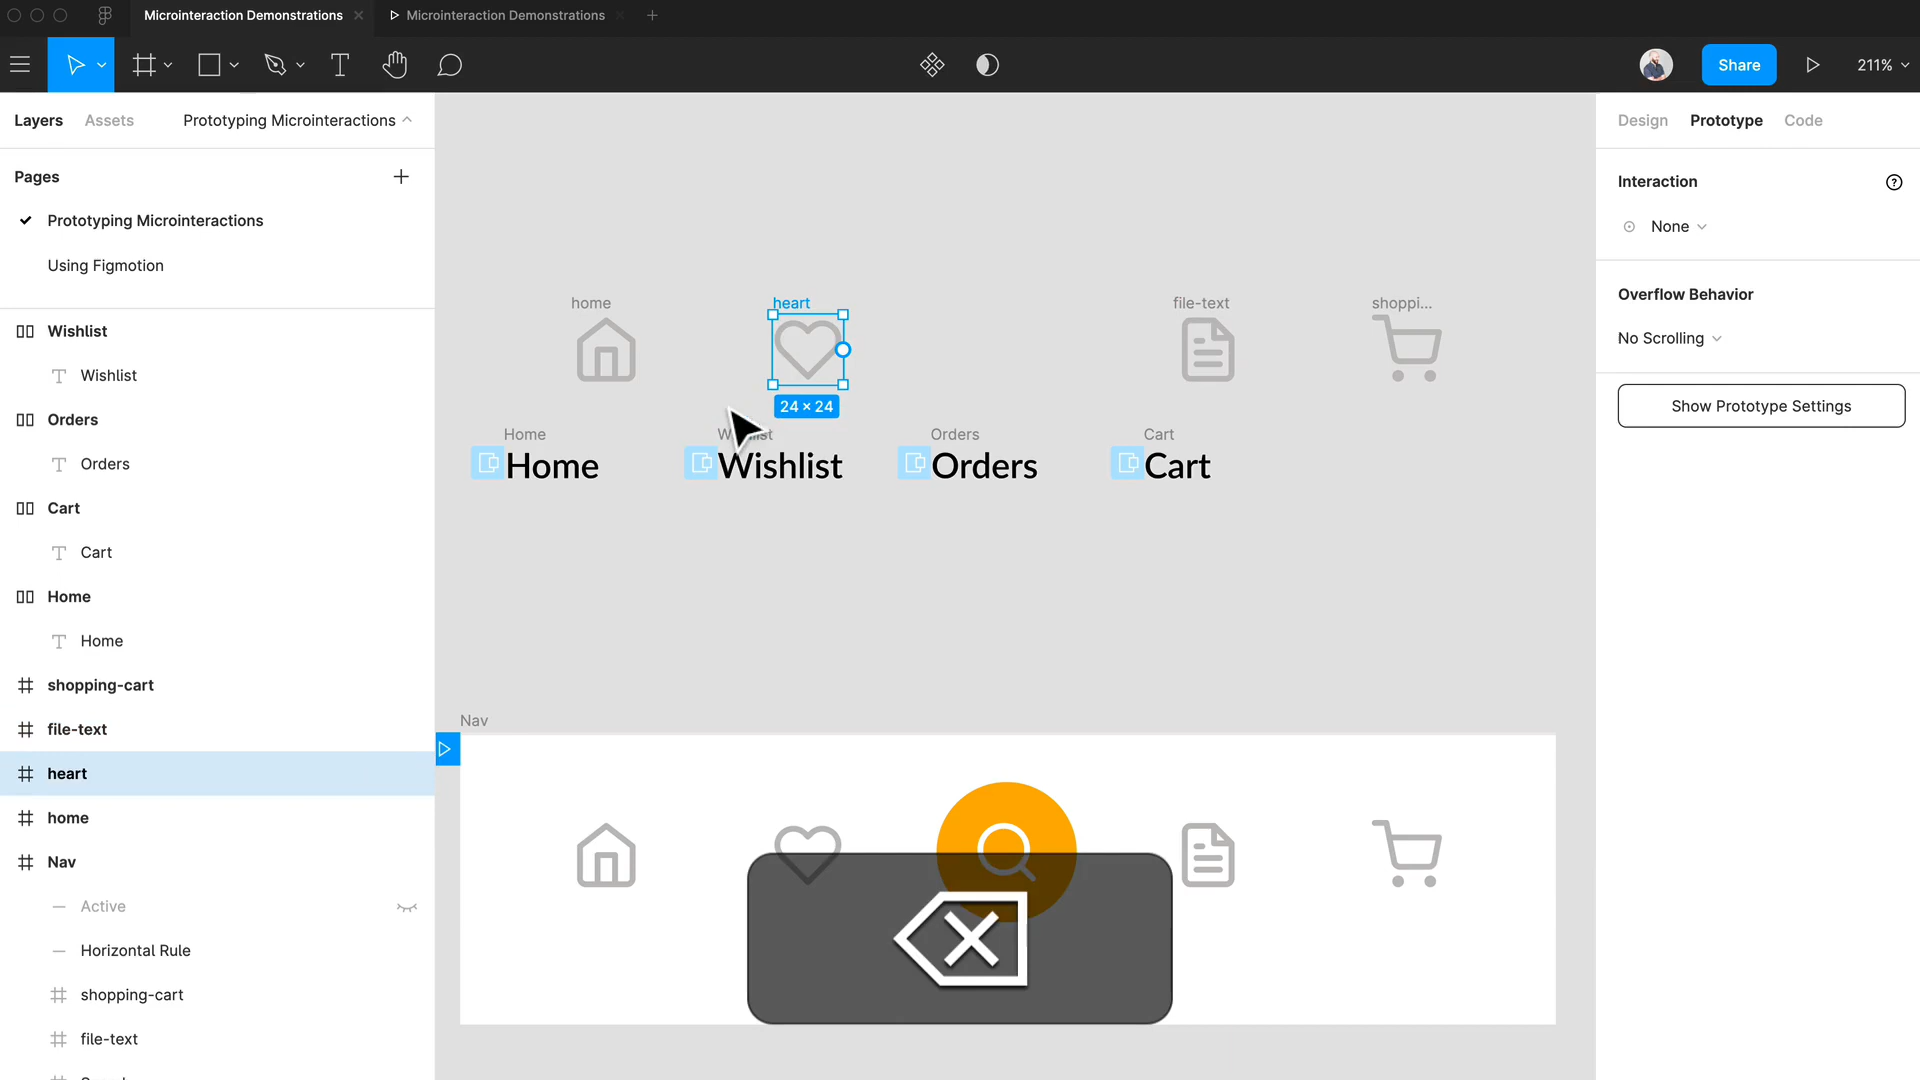 Microinteraction Demonstrations
Microinteraction Demonstrations
Share
211%
Layers
Assets
Prototyping Microinteractions
Design
Prototype
Code
Pages
Prototyping Microinteractions
Using Figmotion
Interaction
None
Overflow Behavior
No Scrolling
Show Prototype Settings
Wishlist
Wishlist
Orders
Orders
Cart
Cart
Home
Home
shopping-cart
file-text
heart
home
Nav
Active
Horizontal Rule
shopping-cart
file-text
home
heart
file-text
shoppi...
24 × 24
Home
Wishlist
Orders
Cart
Home
Wishlist
Orders
Cart
Nav